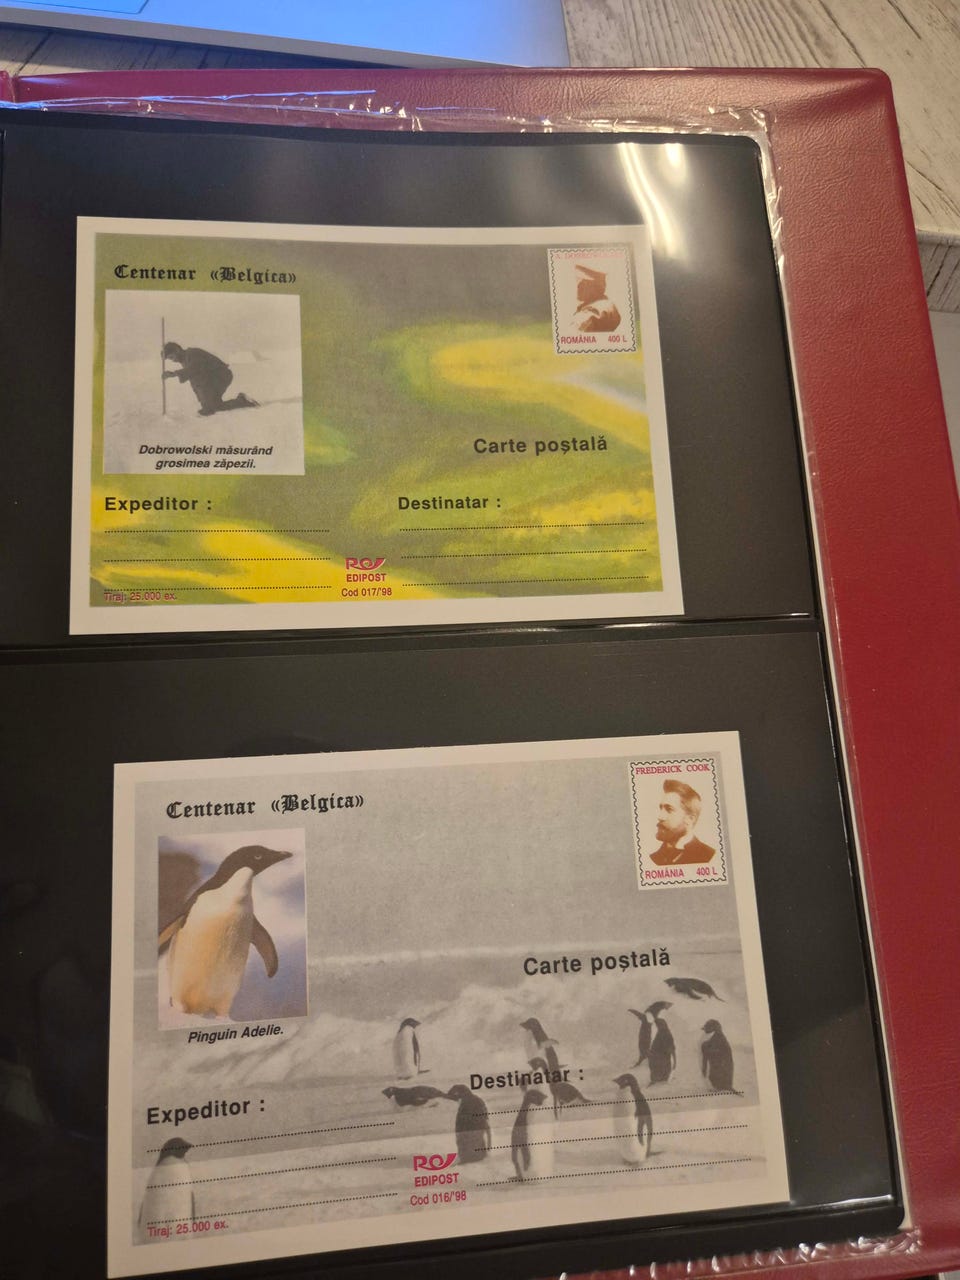 Centenar «Belgica»
A. DOBROWOLSKI
ROMÂNIA 400 L
Dobrowolski măsurând
grosimea zăpezii.
Carte poştală
Expeditor :
Destinatar :
EDIPOST
Cod 017/'98
Tiraj: 25.000 ex.
Centenar «Belgica»
FREDERICK COOK
ROMÂNIA 400 L
Pinguin Adelie.
Carte poştală
Destinatar :
Expeditor :
EDIPOST
Cod 016/'98
Tiraj: 25.000 ex.